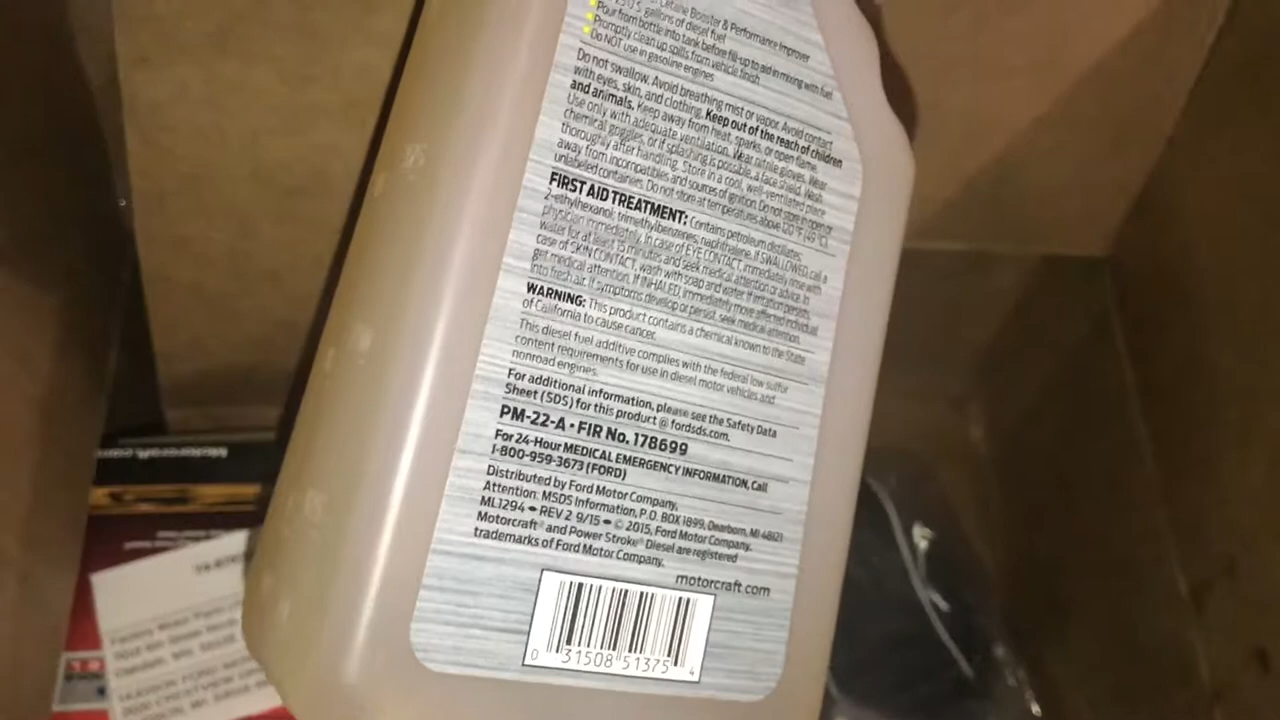 Cetane Booster & Performance Improver
gallons of diesel fuel
Pour from bottle into tank before fill-up to aid in mixing with fuel
Promptly clean up spills from vehicle finish
Do NOT use in gasoline engines
Do not swallow. Avoid breathing mist or vapor. Avoid contact
with eyes, skin, and clothing. Keep out of the reach of children
and animals. Keep away from heat, sparks, or open flame.
Use only with adequate ventilation. Wear nitrile gloves. Wear
chemical goggles, or if splashing is possible, a face shield. Wash
thoroughly after handling. Store in a cool, well-ventilated place
away from incompatibles and sources of ignition. Do not store in open or
unlabeled containers. Do not store at temperatures above 120 °F (49 °C).
FIRST AID TREATMENT: Contains petroleum distillates;
2-ethylhexanol; trimethylbenzenes; naphthalene. If SWALLOWED, call a
physician immediately. In case of EYE CONTACT, immediately rinse with
water for at least 15 minutes and seek medical attention or advice. In
case of SKIN CONTACT, wash with soap and water. If irritation persists,
get medical attention. If INHALED, immediately move affected individual
into fresh air. If symptoms develop or persist, seek medical attention.
WARNING: This product contains a chemical known to the State
of California to cause cancer.
This diesel fuel additive complies with the federal low sulfur
content requirements for use in diesel motor vehicles and
nonroad engines.
For additional information, please see the Safety Data
Sheet (SDS) for this product @ fordsds.com.
PM-22-A • FIR No. 178699
For 24-Hour MEDICAL EMERGENCY INFORMATION, Call
1-800-959-3673 (FORD)
Distributed by Ford Motor Company,
Attention: MSDS Information, P.O. BOX 1899, Dearborn, MI 48121
ML1294 • REV 2 9/15 • © 2015, Ford Motor Company.
Motorcraft® and Power Stroke® Diesel are registered
trademarks of Ford Motor Company.
motorcraft.com
0 31508 51375 4